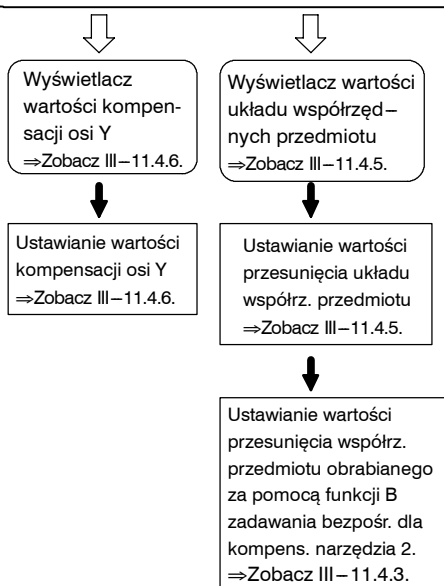 Wyświetlacz
wartości kompen-
sacji osi Y
⇒Zobacz III–11.4.6.
Ustawianie wartości
kompensacji osi Y
⇒Zobacz III–11.4.6.
Wyświetlacz wartości
układu współrzęd–
nych przedmiotu
⇒Zobacz III–11.4.5.
Ustawianie wartości
przesunięcia układu
współrz. przedmiotu
⇒Zobacz III–11.4.5.
Ustawianie wartości
przesunięcia współrz.
przedmiotu obrabianego
za pomocą funkcji B
zadawania bezpośr. dla
kompens. narzędzia 2.
⇒Zobacz III–11.4.3.